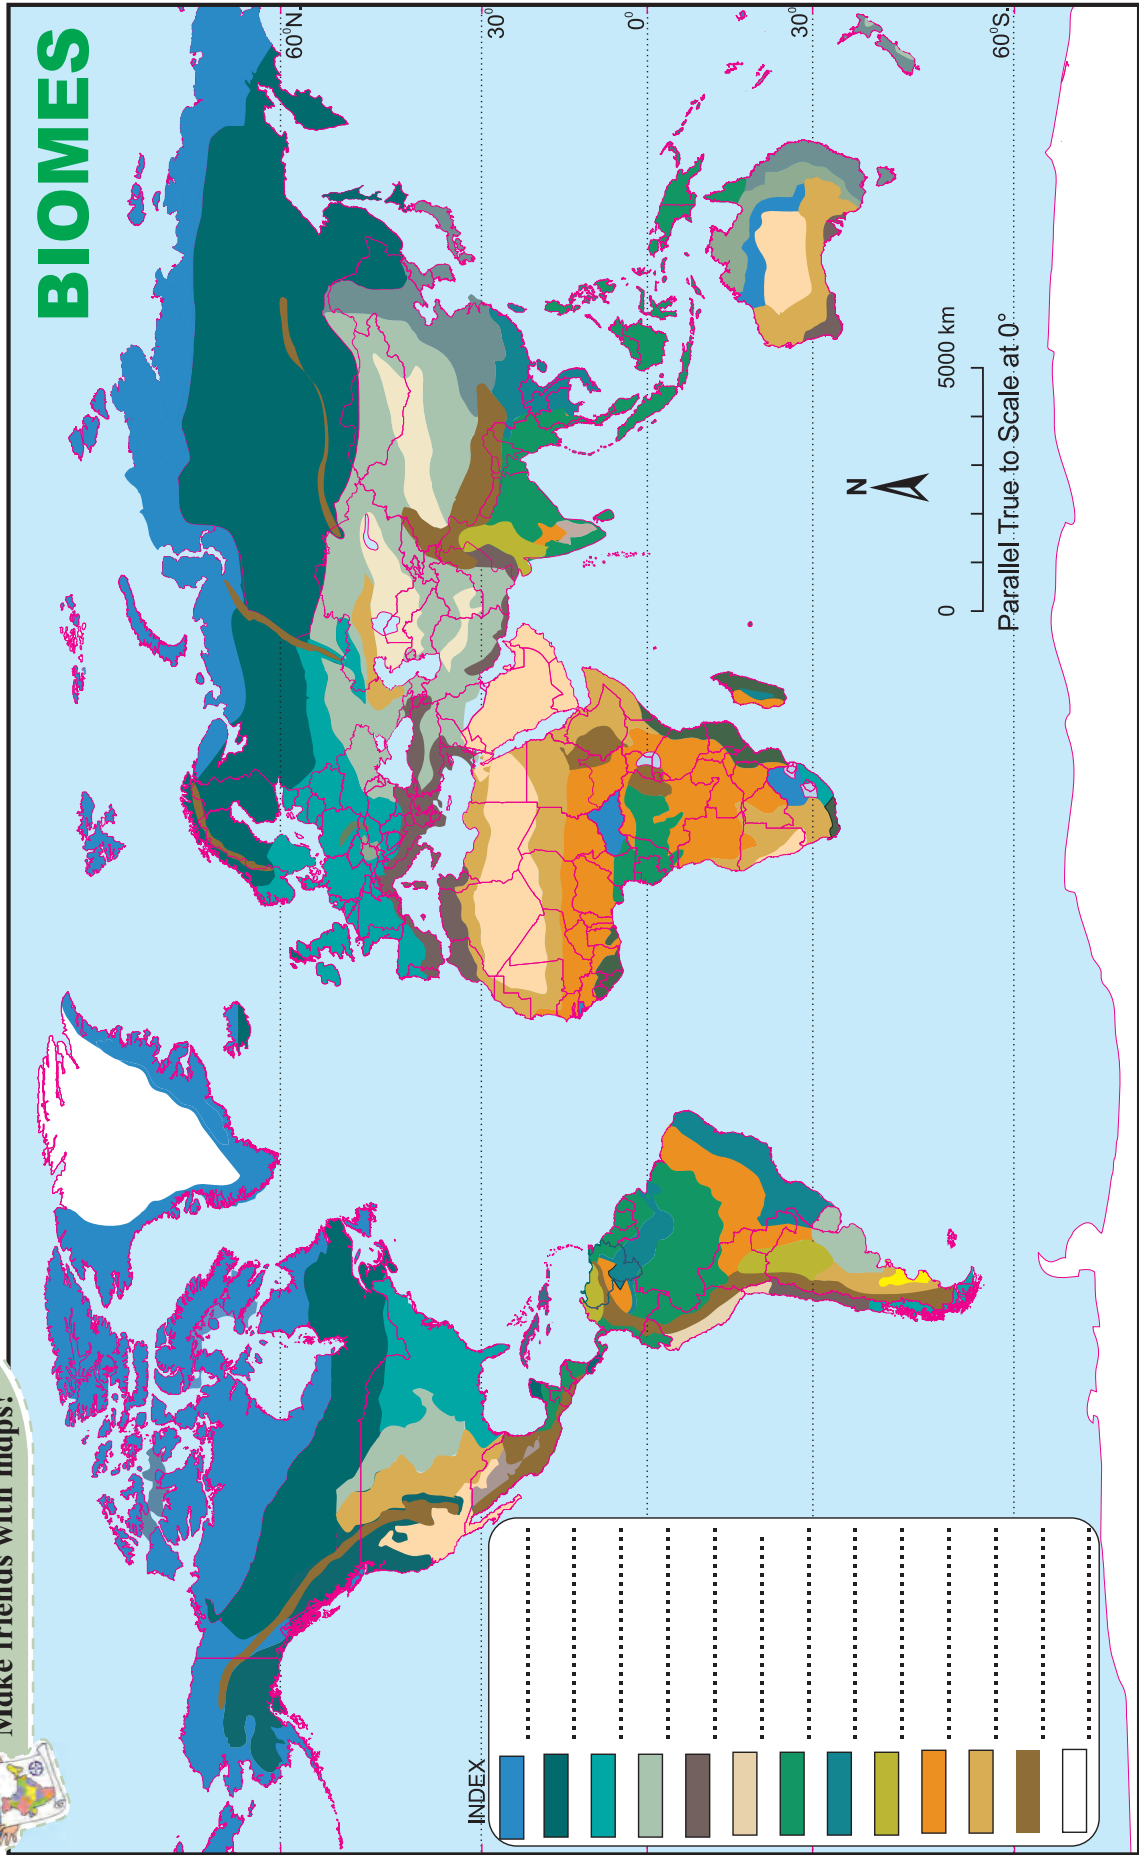 Make friends with maps!
BIOMES
60°N.
30°
0°
30°
60°S.
N
0 5000 km
Parallel True to Scale at 0°
INDEX